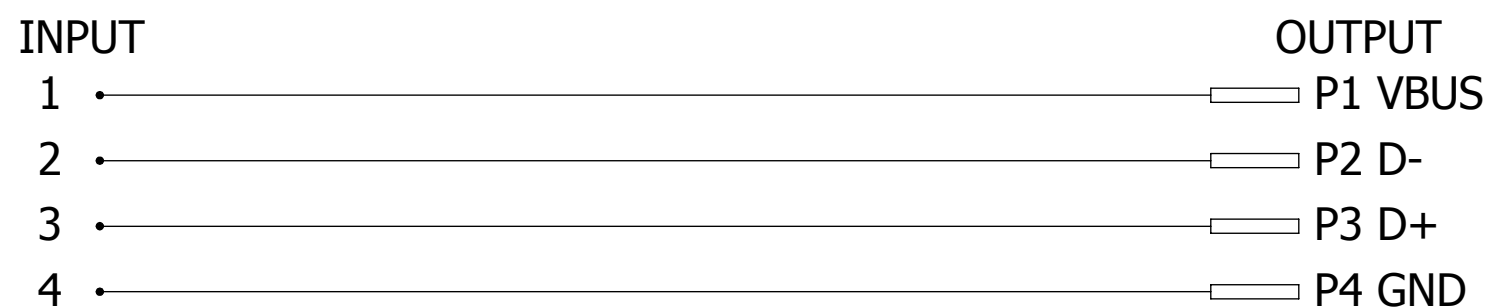 INPUT OUTPUT
1 P1 VBUS
2 P2 D-
3 P3 D+
4 P4 GND